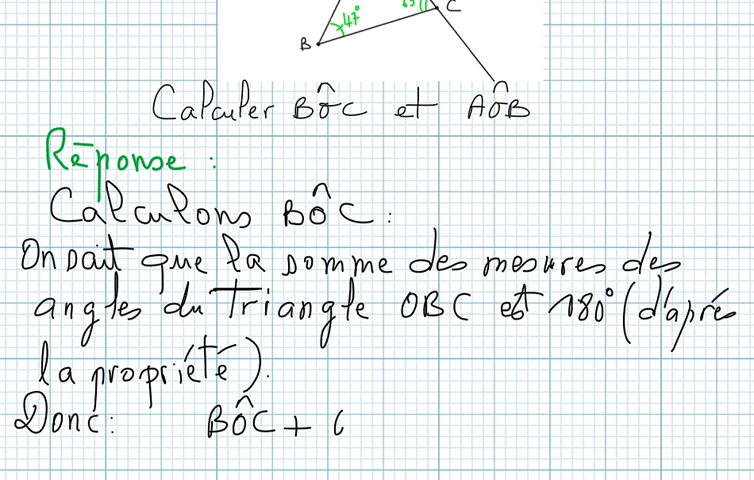 47°
B
C
Calculer BÔC et AÔB
Réponse :
Calculons BÔC :
On sait que la somme des mesures des
angles du triangle OBC est 180° (d'après
la propriété).
Donc : BÔC + C